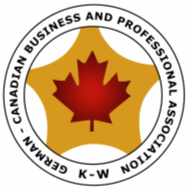 GERMAN – CANADIAN BUSINESS AND PROFESSIONAL ASSOCIATION
K-W